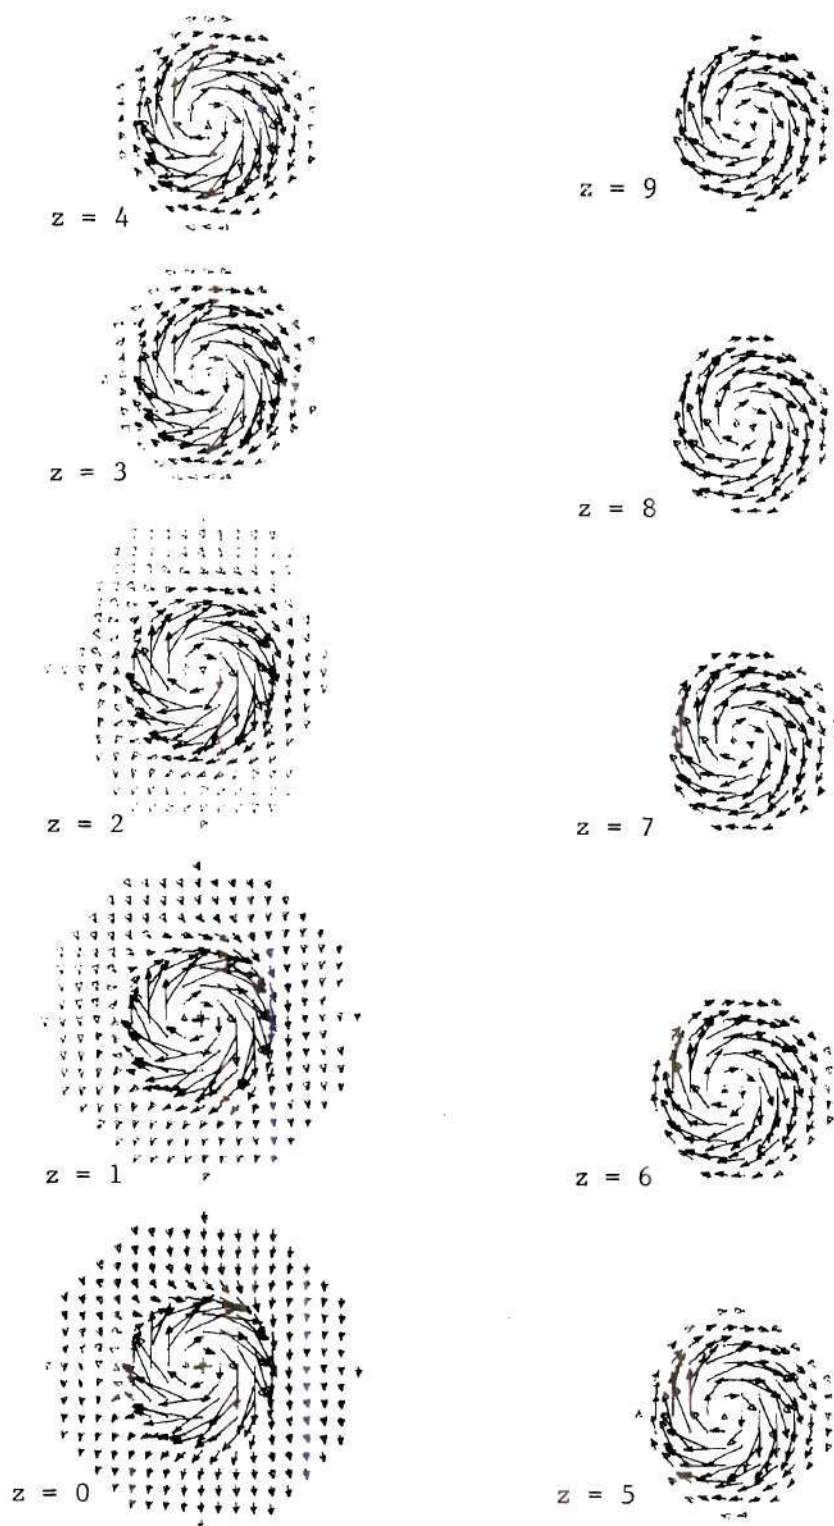 z = 4
z = 3
z = 2
z = 1
z = 0
z = 9
z = 8
z = 7
z = 6
z = 5